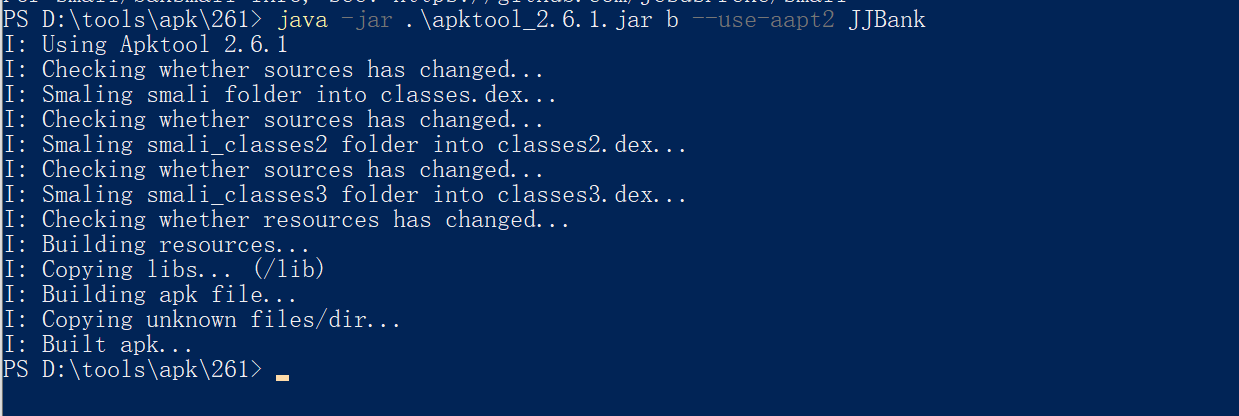 PS D:\tools\apk\261> java -jar .\apktool_2.6.1.jar b --use-aapt2 JJBank
I: Using Apktool 2.6.1
I: Checking whether sources has changed...
I: Smaling smali folder into classes.dex...
I: Checking whether sources has changed...
I: Smaling smali_classes2 folder into classes2.dex...
I: Checking whether sources has changed...
I: Smaling smali_classes3 folder into classes3.dex...
I: Checking whether resources has changed...
I: Building resources...
I: Copying libs... (/lib)
I: Building apk file...
I: Copying unknown files/dir...
I: Built apk...
PS D:\tools\apk\261>